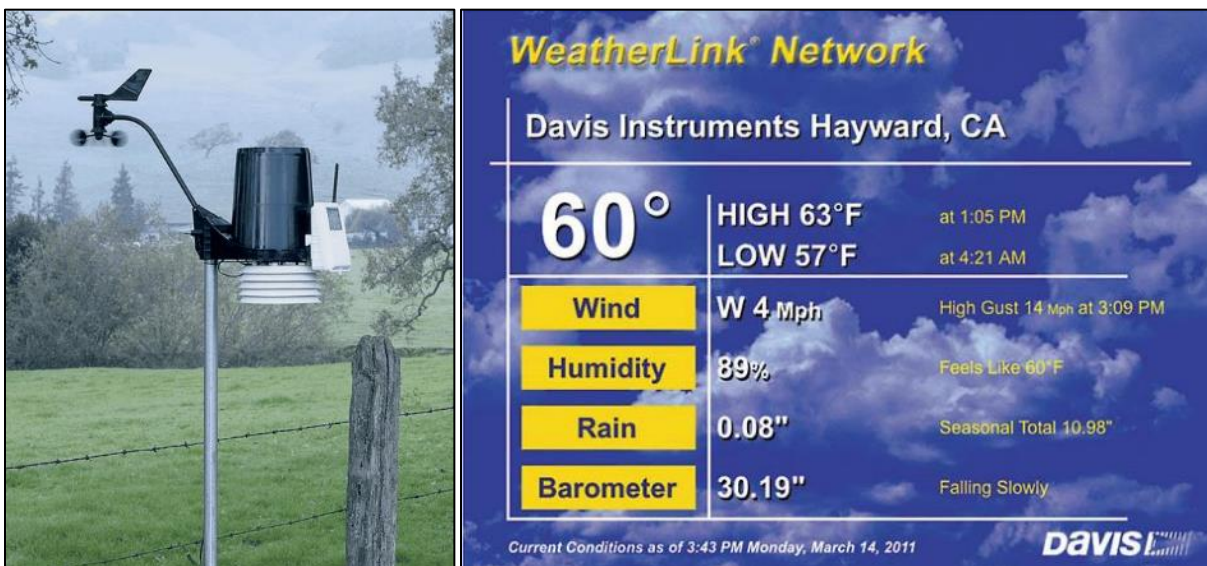 WeatherLink® Network
Davis Instruments Hayward, CA
60° HIGH 63°F at 1:05 PM
LOW 57°F at 4:21 AM
Wind W 4 Mph High Gust 14 Mph at 3:09 PM
Humidity 89% Feels Like 60°F
Rain 0.08" Seasonal Total 10.98"
Barometer 30.19" Falling Slowly
Current Conditions as of 3:43 PM Monday, March 14, 2011
DAVIS